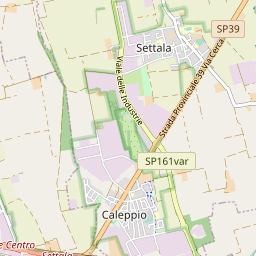 SP39
Settala
Viale delle Industrie
Strada Provinciale 39 Via Cerca
SP161var
Caleppio
e Centro
Settala